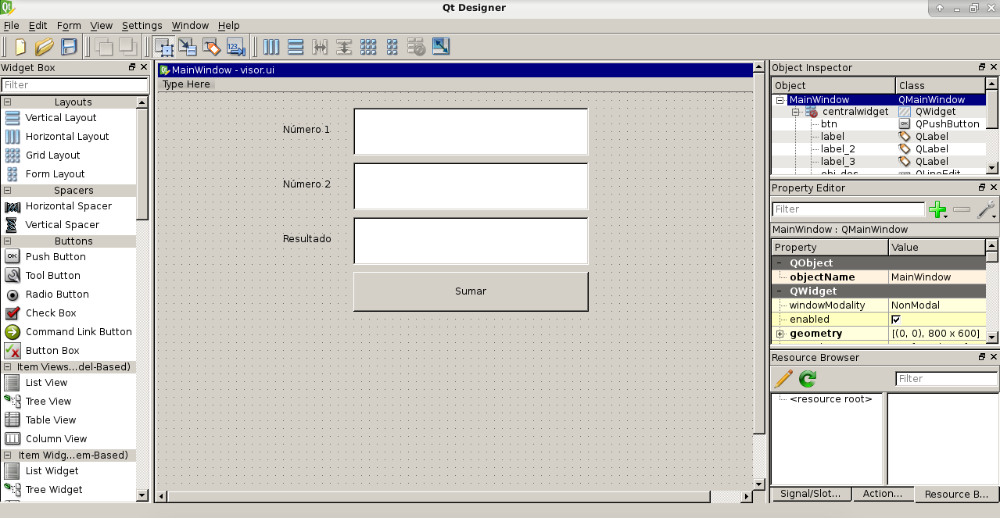 Qt Designer
File Edit Form View Settings Window Help
123
Widget Box
Filter
Layouts
Vertical Layout
Horizontal Layout
Grid Layout
Form Layout
Spacers
Horizontal Spacer
Vertical Spacer
Buttons
OK Push Button
Tool Button
Radio Button
Check Box
Command Link Button
Button Box
Item Views...del-Based)
List View
Tree View
Table View
Column View
Item Widg...em-Based)
List Widget
Tree Widget
MainWindow - visor.ui
Type Here
Número 1
Número 2
Resultado
Sumar
Object Inspector
Object Class
MainWindow QMainWindow
centralwidget QWidget
btn OK QPushButton
label QLabel
label_2 QLabel
label_3 QLabel
Property Editor
Filter
MainWindow : QMainWindow
Property Value
QObject
objectName MainWindow
QWidget
windowModality NonModal
enabled
geometry [(0, 0), 800 x 600]
Resource Browser
Filter
<resource root>
Signal/Slot... Action... Resource B...